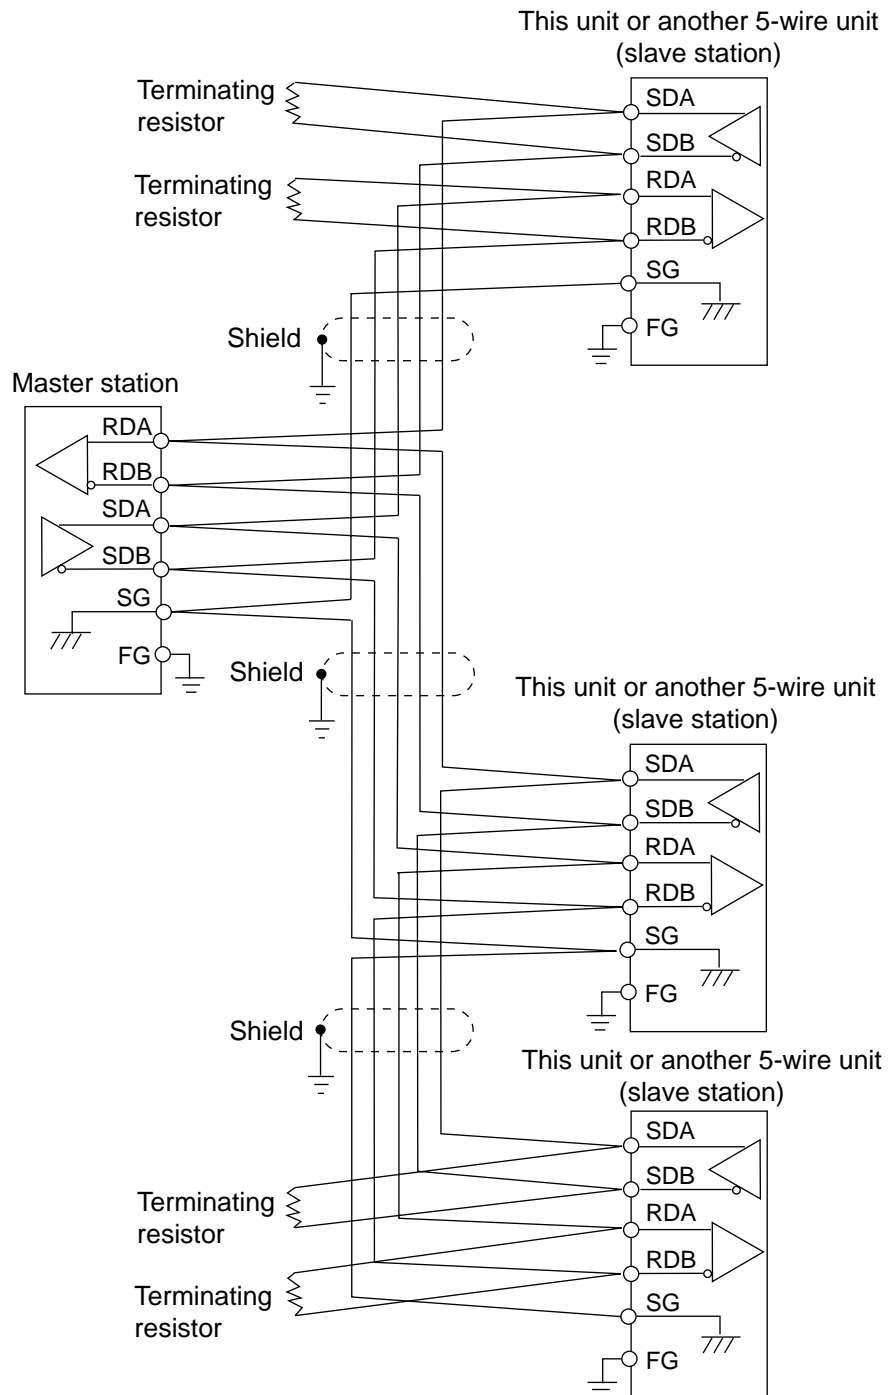 This unit or another 5-wire unit
(slave station)
Terminating
resistor
SDA
SDB
Terminating
resistor
RDA
RDB
SG
FG
Shield
Master station
RDA
RDB
SDA
SDB
SG
FG
Shield
This unit or another 5-wire unit
(slave station)
SDA
SDB
RDA
RDB
SG
FG
Shield
This unit or another 5-wire unit
(slave station)
SDA
SDB
Terminating
resistor
RDA
RDB
Terminating
resistor
SG
FG